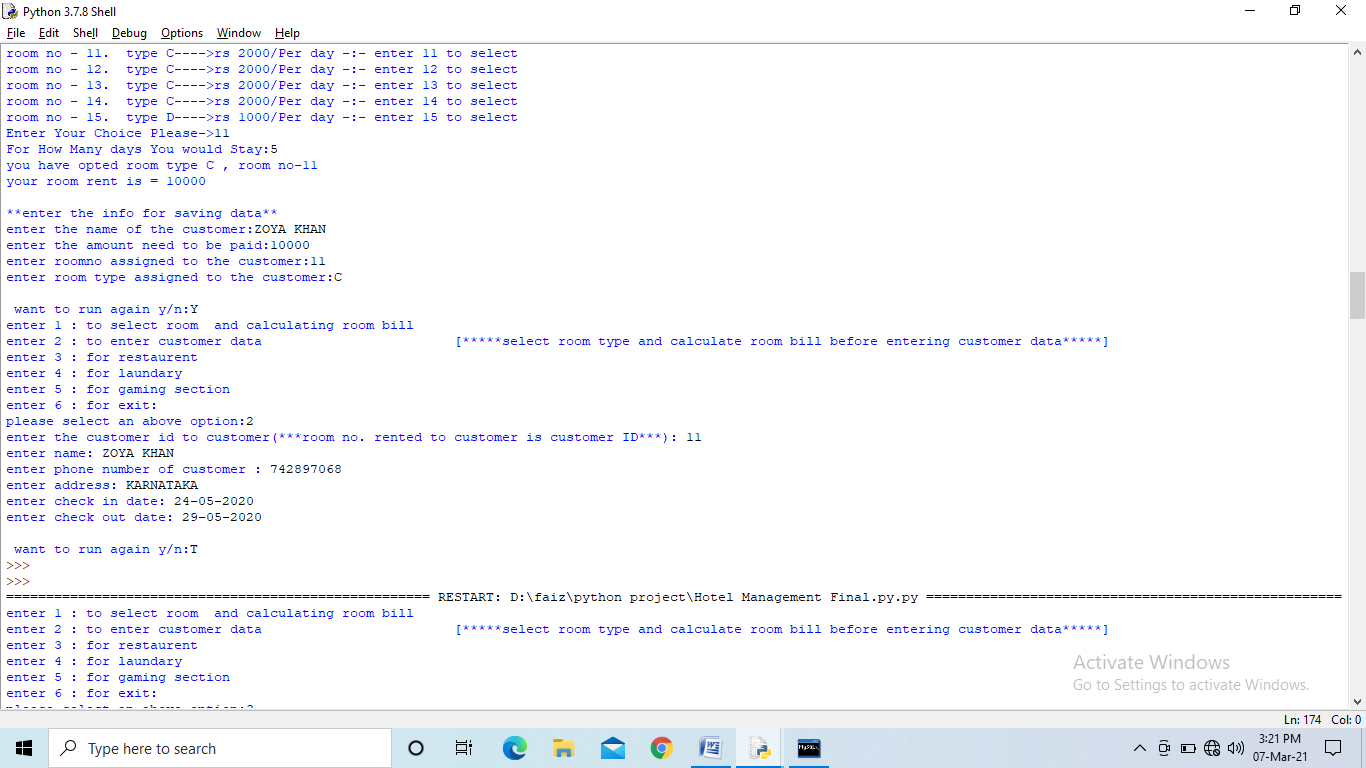 Python 3.7.8 Shell
File Edit Shell Debug Options Window Help
room no - 11.  type C---->rs 2000/Per day -:- enter 11 to select
room no - 12.  type C---->rs 2000/Per day -:- enter 12 to select
room no - 13.  type C---->rs 2000/Per day -:- enter 13 to select
room no - 14.  type C---->rs 2000/Per day -:- enter 14 to select
room no - 15.  type D---->rs 1000/Per day -:- enter 15 to select
Enter Your Choice Please->11
For How Many days You would Stay:5
you have opted room type C , room no-11
your room rent is = 10000
**enter the info for saving data**
enter the name of the customer:ZOYA KHAN
enter the amount need to be paid:10000
enter roomno assigned to the customer:11
enter room type assigned to the customer:C
want to run again y/n:Y
enter 1 : to select room  and calculating room bill
enter 2 : to enter customer data                        [*****select room type and calculate room bill before entering customer data*****]
enter 3 : for restaurent
enter 4 : for laundary
enter 5 : for gaming section
enter 6 : for exit:
please select an above option:2
enter the customer id to customer(***room no. rented to customer is customer ID***): 11
enter name: ZOYA KHAN
enter phone number of customer : 742897068
enter address: KARNATAKA
enter check in date: 24-05-2020
enter check out date: 29-05-2020
want to run again y/n:T
>>>
>>>
===================================================== RESTART: D:\faiz\python project\Hotel Management Final.py.py ====================================================
enter 1 : to select room  and calculating room bill
enter 2 : to enter customer data                        [*****select room type and calculate room bill before entering customer data*****]
enter 3 : for restaurent
enter 4 : for laundary
enter 5 : for gaming section
enter 6 : for exit:
Activate Windows
Go to Settings to activate Windows.
Ln: 174 Col: 0
Type here to search
3:21 PM
07-Mar-21